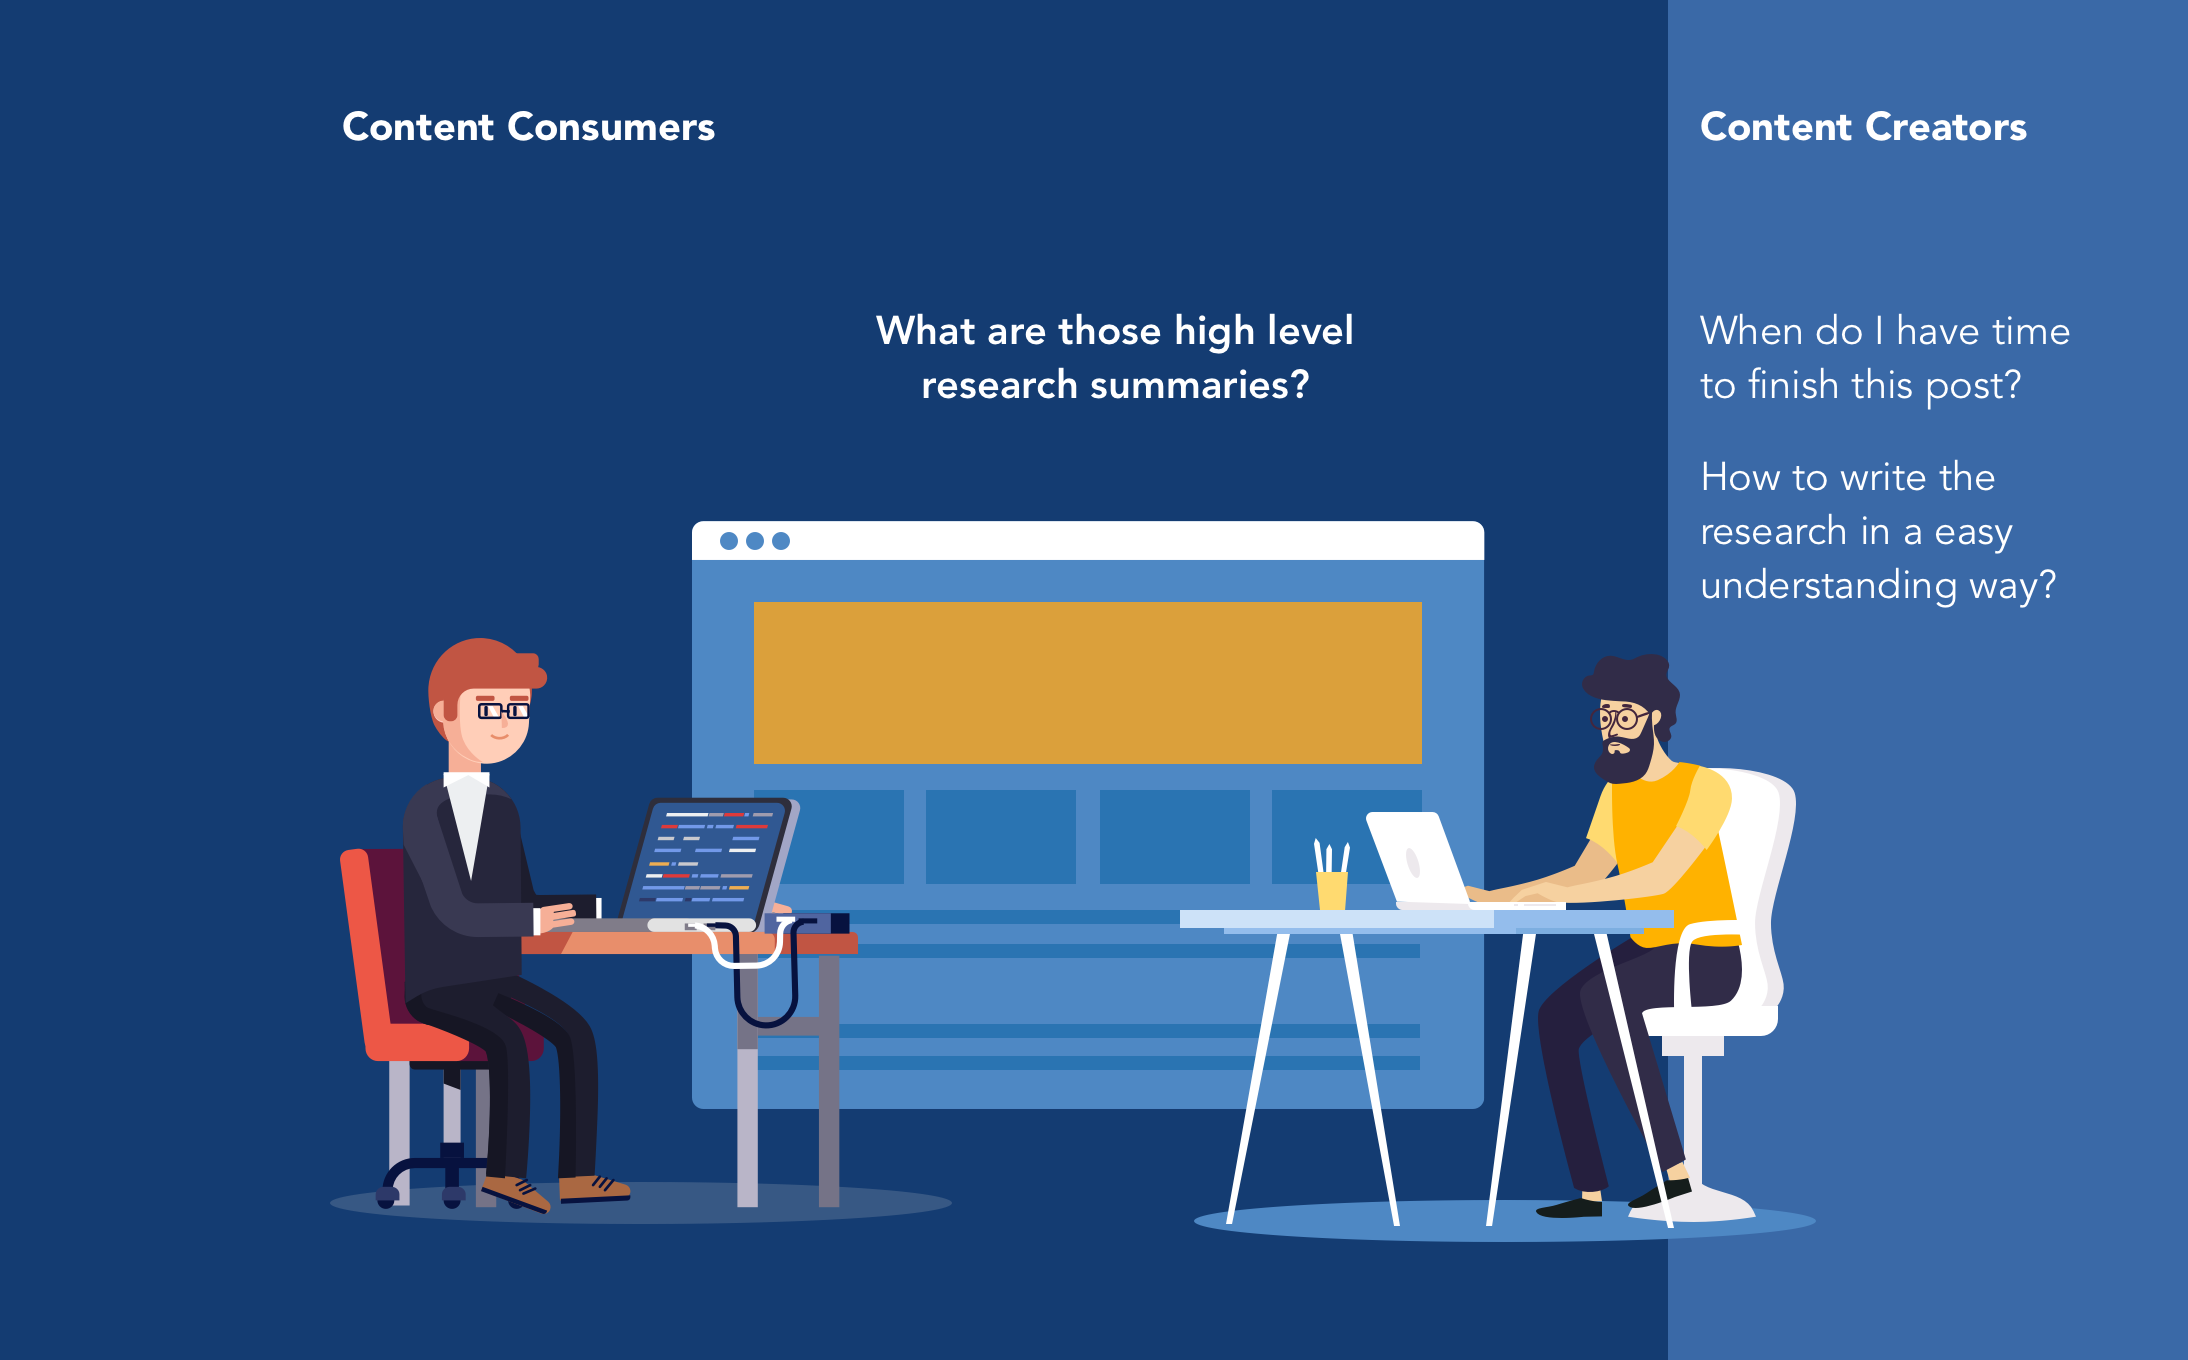 Content Consumers
Content Creators
What are those high level
research summaries?
When do I have time
to finish this post?
How to write the
research in a easy
understanding way?